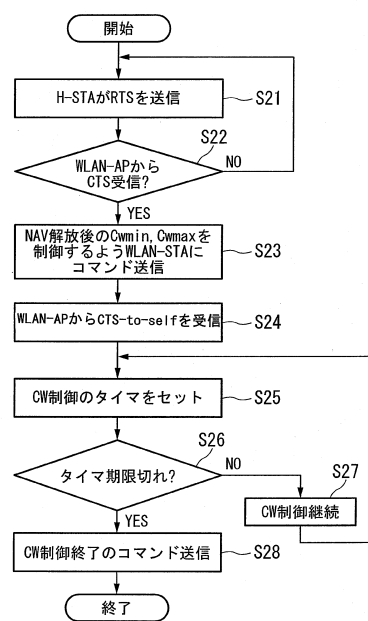 開始
H-STAがRTSを送信
S21
WLAN-APから
CTS受信?
S22
NO
YES
NAV解放後のCwmin,Cwmaxを
制御するようWLAN-STAに
コマンド送信
S23
WLAN-APからCTS-to-selfを受信
S24
CW制御のタイマをセット
S25
タイマ期限切れ?
S26
NO
S27
CW制御継続
YES
CW制御終了のコマンド送信
S28
終了